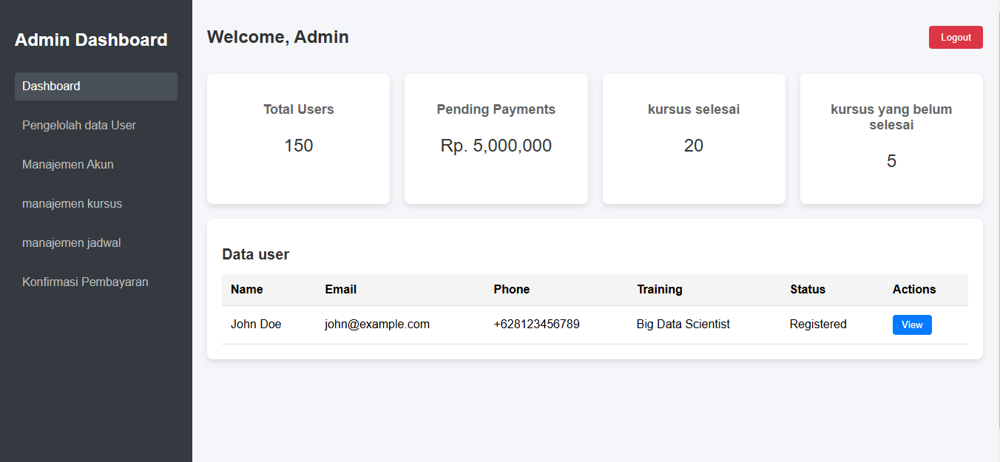 Admin Dashboard
Dashboard
Pengelolah data User
Manajemen Akun
manajemen kursus
manajemen jadwal
Konfirmasi Pembayaran
Welcome, Admin
Logout
Total Users
150
Pending Payments
Rp. 5,000,000
kursus selesai
20
kursus yang belum
selesai
5
Data user
Name Email Phone Training Status Actions
John Doe john@example.com +628123456789 Big Data Scientist Registered View